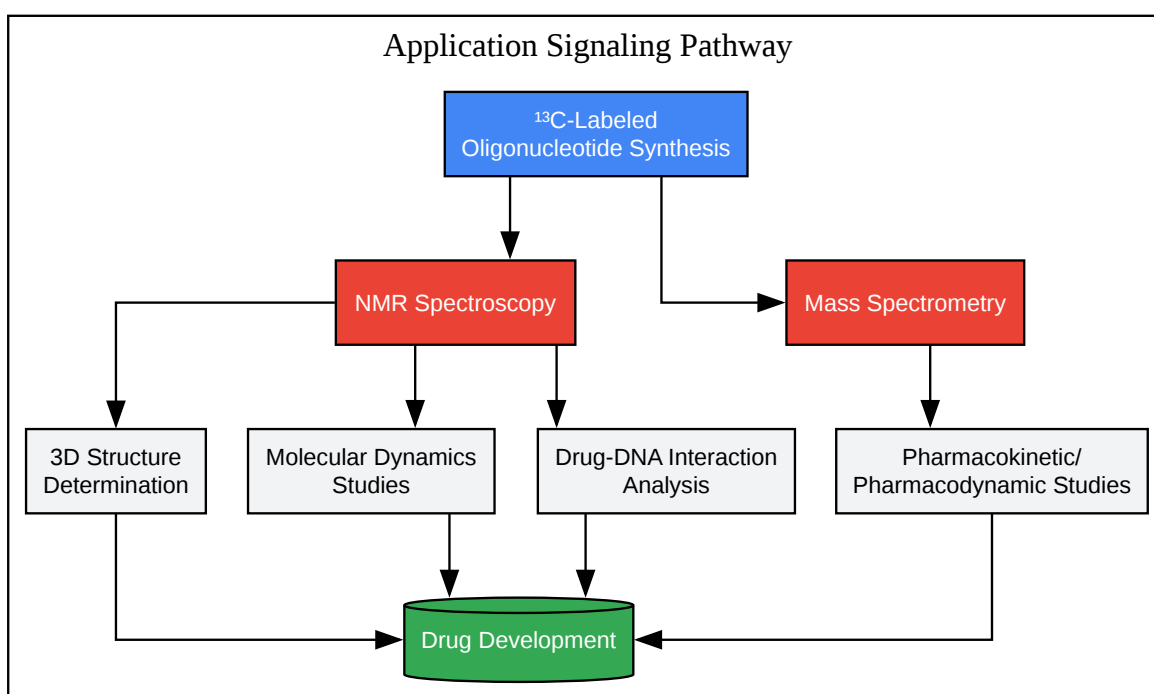 Application Signaling Pathway
¹³C-Labeled
Oligonucleotide Synthesis
NMR Spectroscopy
Mass Spectrometry
3D Structure
Determination
Molecular Dynamics
Studies
Drug-DNA Interaction
Analysis
Pharmacokinetic/
Pharmacodynamic Studies
Drug Development